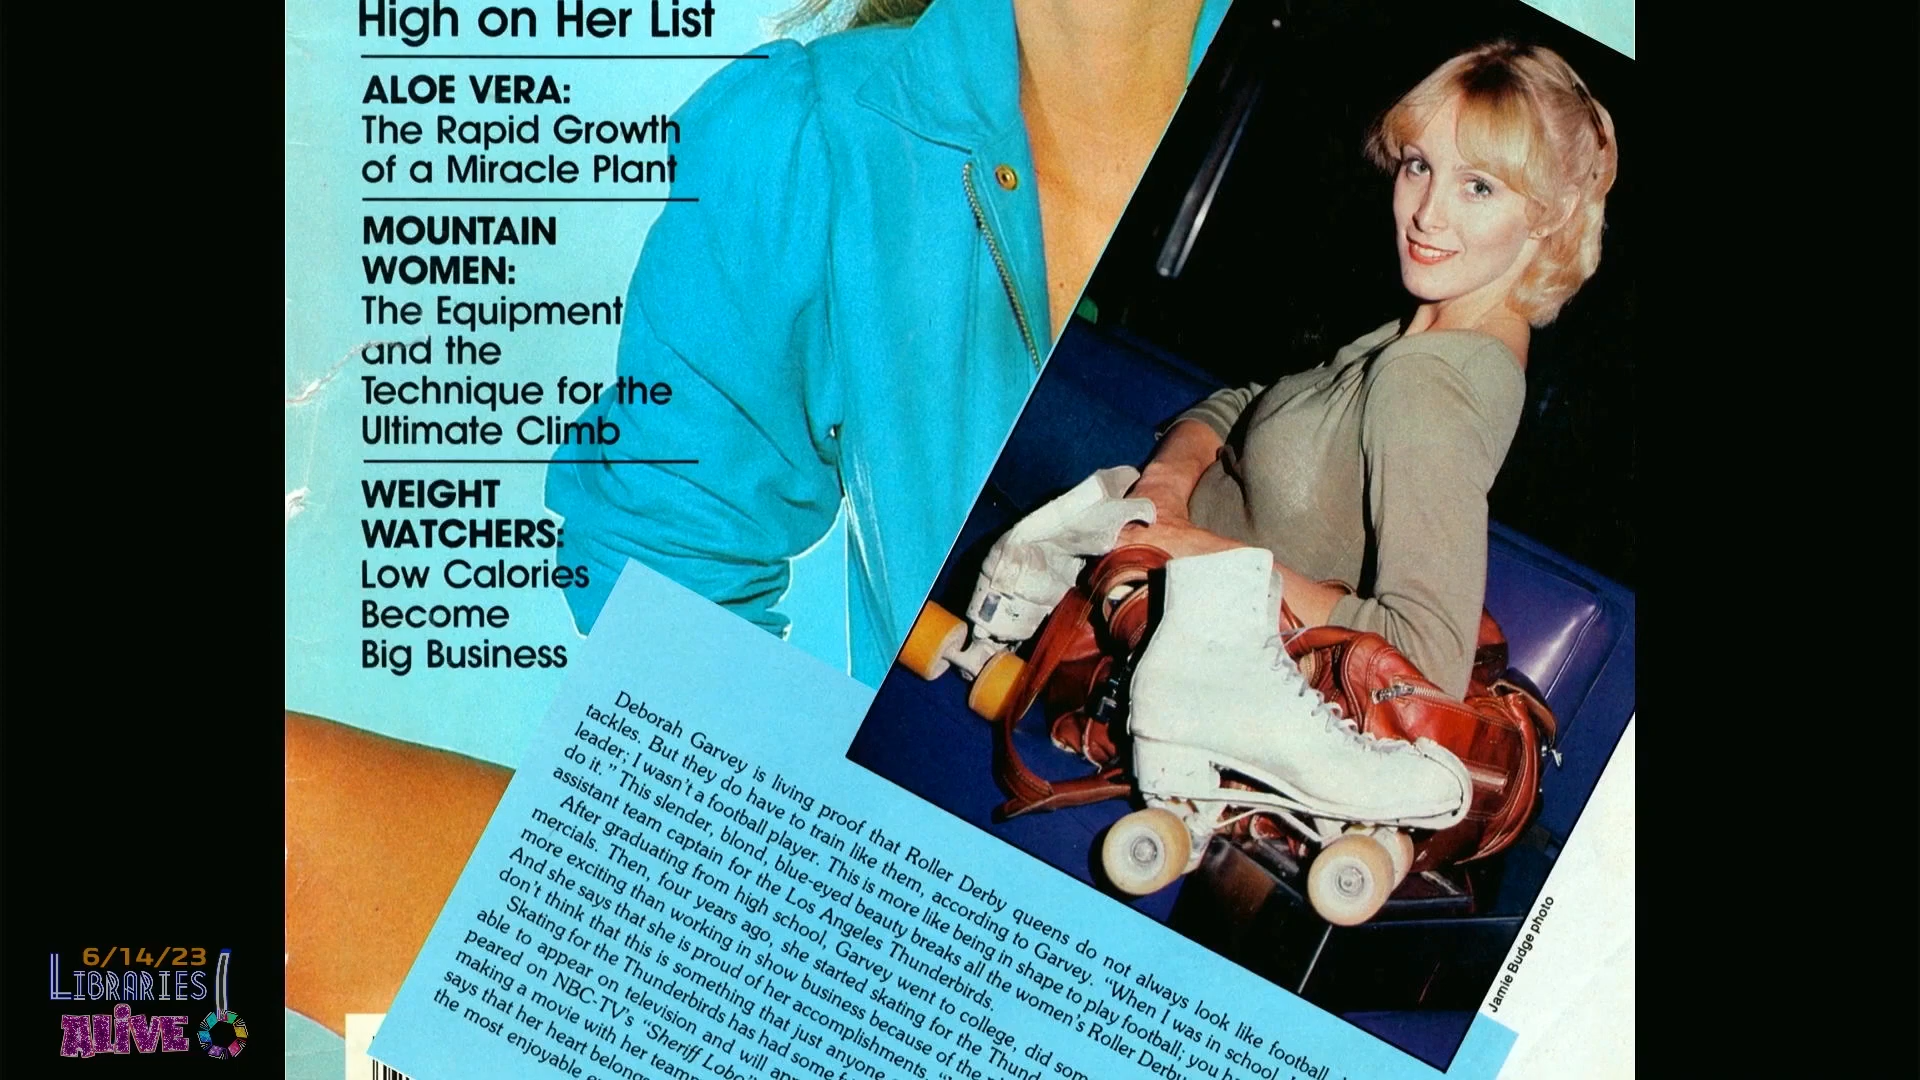 High on Her List
ALOE VERA:
The Rapid Growth
of a Miracle Plant
MOUNTAIN
WOMEN:
The Equipment
and the
Technique for the
Ultimate Climb
WEIGHT
WATCHERS:
Low Calories
Become
Big Business
Deborah Garvey is living proof that Roller Derby queens do not always look like football
tackles. But they do have to train like them, according to Garvey. "When I was in school, I
leader; I wasn't a football player. This is more like being in shape to play football; you
do it." This slender, blond, blue-eyed beauty breaks all the women's Roller Derby
assistant team captain for the Los Angeles Thunderbirds.
After graduating from high school, Garvey went to college, did som
mercials. Then, four years ago, she started skating for the Thund
more exciting than working in show business because of the
And she says that she is proud of her accomplishments.
don't think that this is something that just anyone
Skating for the Thunderbirds has had some
able to appear on television and will
peared on NBC-TV's "Sheriff Lobo"
making a movie with her teamm
says that her heart belongs
the most enjoyable
Jamie Budge photo
6/14/23
LIBRARIES
ALIVE